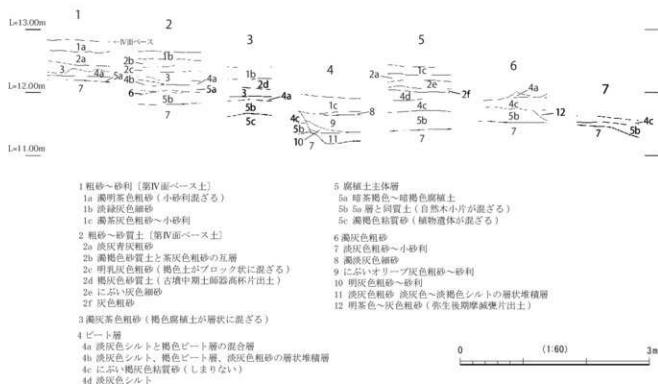 1
2
3
4
5
6
7
L=13.00m
L=12.00m
L=11.00m
←Ⅳ面ベース
1a
2a
3
4a
5a
7
1b
2b
2c
3
4b
4a
5a
6
5b
7
1b
2d
3
4a
5b
5c
1c
8
4c
9
5b
11
10
7
1c
2a
2e
4d
2f
4c
5b
7
4a
4c
12
5b
7
4c
5b
7
1 粗砂～砂利［第Ⅳ面ベース土］
1a 濁明茶色粗砂(小砂利混ざる)
1b 淡緑灰色細砂
1c 濁茶灰色粗砂～小砂利
2 粗砂～砂質土［第Ⅳ面ベース土］
2a 淡灰青灰粗砂
2b 濁褐色砂質土と茶灰色粗砂の互層
2c 明乳灰色粗砂(褐色土がブロック状に混ざる)
2d 褐灰色砂質土(古墳中期土師器高杯片出土)
2e にぶい灰色細砂
2f 灰色粗砂
3 濁灰茶色粗砂(褐色腐植土が層状に混ざる)
4 ピート層
4a 淡灰色シルトと褐色ピート層の混合層
4b 淡灰色シルト、褐色ピート層、淡灰色粗砂の層状堆積層
4c にぶい褐灰色粘質砂(しまりない)
4d 淡灰色シルト
5 腐植土主体層
5a 暗茶褐色～暗褐色腐植土
5b 5a 層と同質土(自然木小片が混ざる)
5c 濁褐色粘質砂(植物遺体が混ざる)
6 濁灰色粗砂
7 淡灰色粗砂～小砂利
8 濁淡灰色細砂
9 にぶいオリーブ灰色粗砂～砂利
10 明灰色粗砂～砂利
11 淡灰色粗砂 淡灰色～淡褐色シルトの層状堆積層
12 明茶色～灰色粗砂(弥生後期摩滅甕片出土)
0
(1:60)
3m